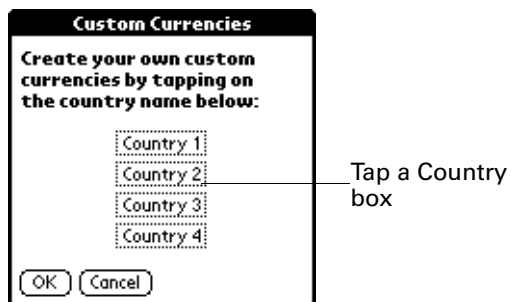 Custom Currencies
Create your own custom
currencies by tapping on
the country name below:
Country 1
Country 2
Country 3
Country 4
Tap a Country
box
OK Cancel